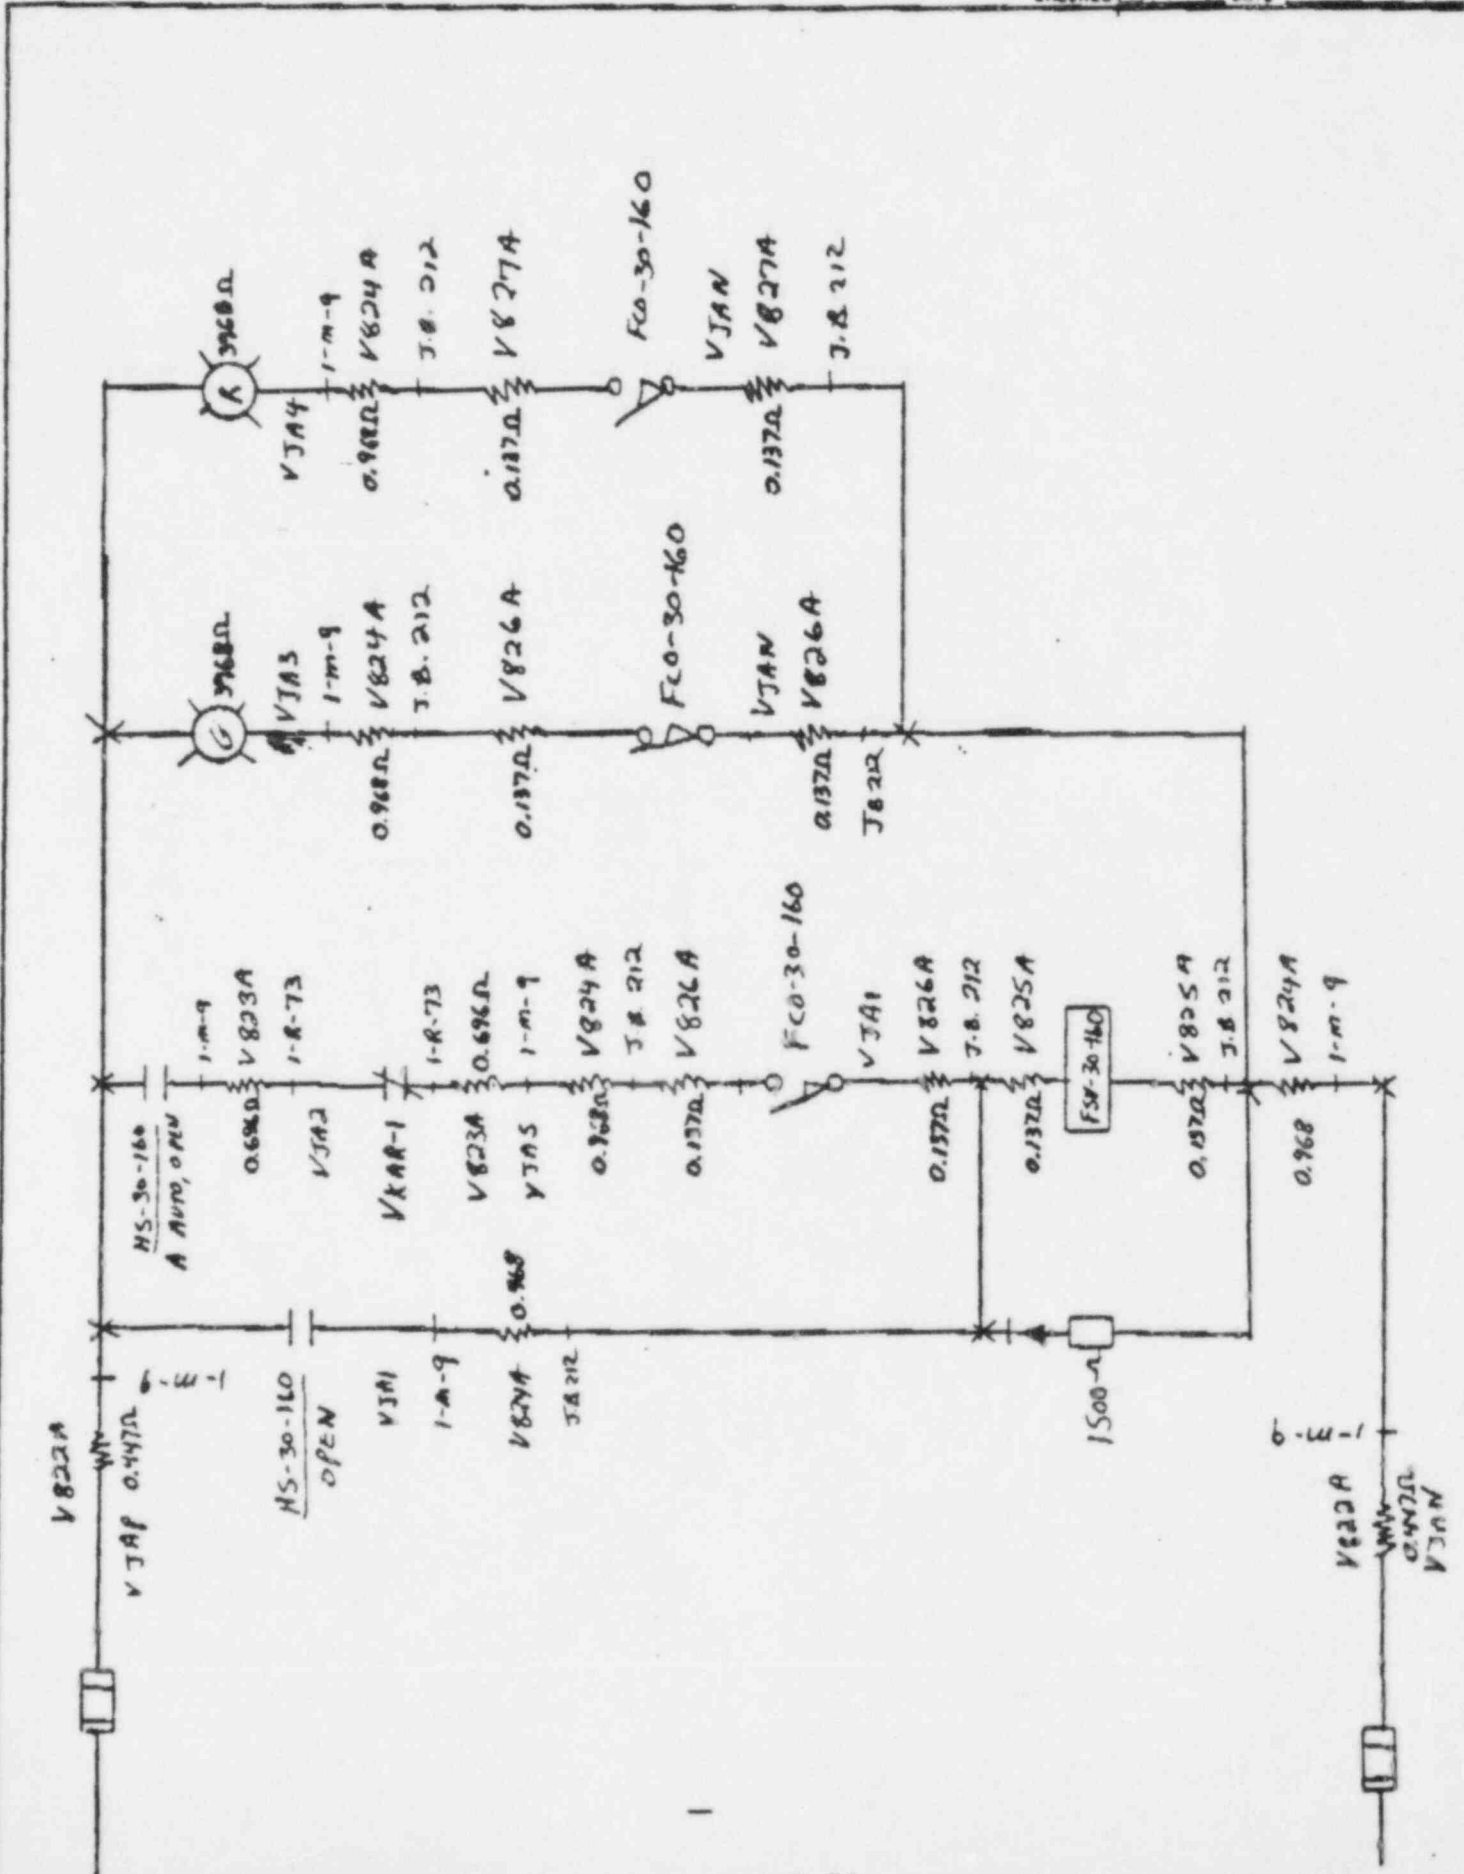 V822A
VJAP 0.447Ω
1-M-9
HS-30-160
OPEN
VJA1
1-M-9
V824A 0.968
JB 212
1500-Ω
HS-30-160
A AUTO, OPEN
1-M-9
0.696Ω V823A
1-R-73
VJA2
VKAR-1
1-R-73
V823A 0.696Ω
VJA5 1-M-9
0.968Ω V824A
J.B. 212
0.137Ω V826A
FCO-30-160
VJA1
0.137Ω V826A
J.B. 212
0.137Ω V825A
FSV-30-160
0.137Ω V825A
J.B 212
0.968 V824A
1-M-9
G 3968Ω
VJA3
1-M-9
0.968Ω V824A
J.B. 212
0.137Ω V826A
FCO-30-160
VJAN
0.137Ω V826A
JB 212
R 3968Ω
VJA4 1-M-9
0.968Ω V824A
J.B. 212
0.137Ω V827A
FCO-30-160
VJAN
0.137Ω V827A
J.B. 212
1-M-9
V822A
0.447Ω
VJAN